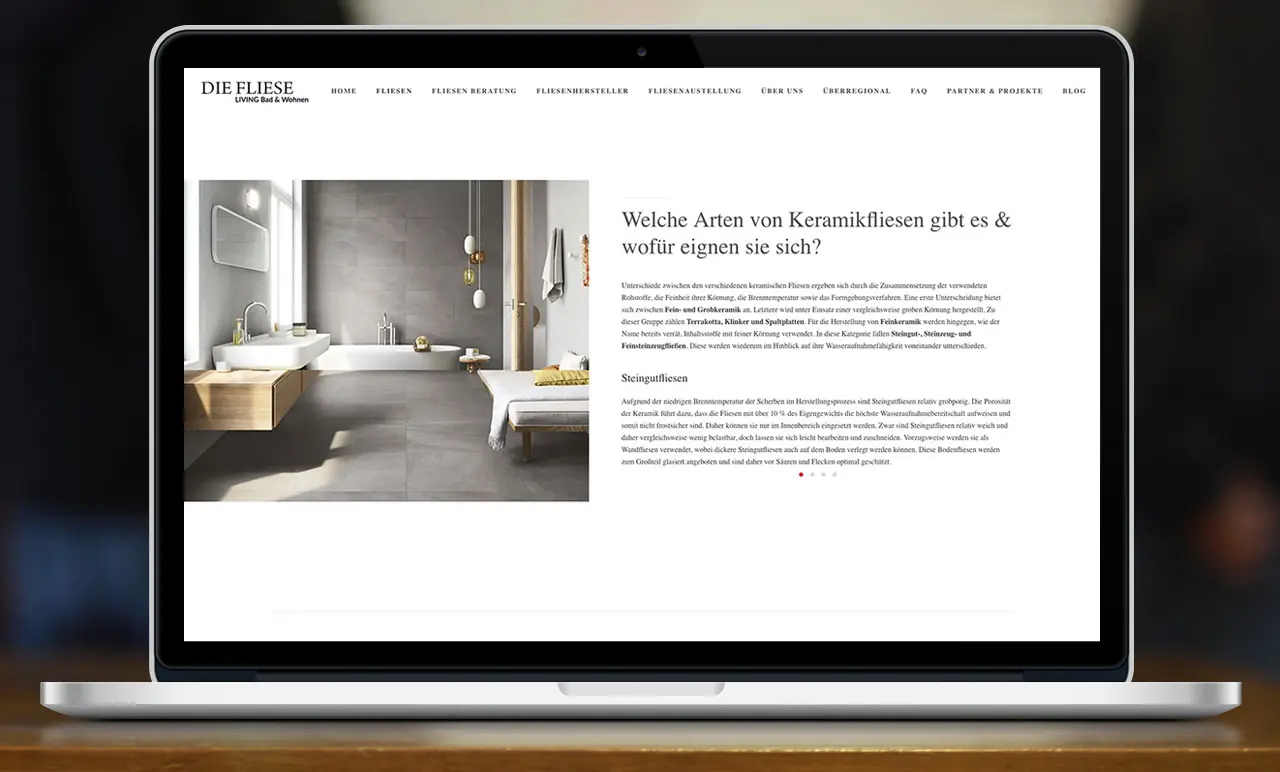 DIE FLIESE
LIVING Bad & Wohnen
HOME FLIESEN FLIESEN BERATUNG FLIESENHERSTELLER FLIESENAUSTELLUNG ÜBER UNS ÜBERREGIONAL FAQ PARTNER & PROJEKTE BLOG
Welche Arten von Keramikfliesen gibt es &
wofür eignen sie sich?
Unterschiede zwischen den verschiedenen keramischen Fliesen ergeben sich durch die Zusammensetzung der verwendeten
Rohstoffe, die Feinheit ihrer Körnung, die Brenntemperatur sowie das Formgebungsverfahren. Eine erste Unterscheidung bietet
sich zwischen Fein- und Grobkeramik an. Letztere wird unter Einsatz einer vergleichsweise groben Körnung hergestellt. Zu
dieser Gruppe zählen Terrakotta, Klinker und Spaltplatten. Für die Herstellung von Feinkeramik werden hingegen, wie der
Name bereits verrät, Inhaltsstoffe mit feiner Körnung verwendet. In diese Kategorie fallen Steingut-, Steinzeug- und
Feinsteinzeugfließen. Diese werden wiederum im Hinblick auf ihre Wasseraufnahmefähigkeit voneinander unterschieden.
Steingutfliesen
Aufgrund der niedrigen Brenntemperatur der Scherben im Herstellungsprozess sind Steingutfliesen relativ grobporig. Die Porosität
der Keramik führt dazu, dass die Fliesen mit über 10 % des Eigengewichts die höchste Wasseraufnahmebereitschaft aufweisen und
somit nicht frostsicher sind. Daher können sie nur im Innenbereich eingesetzt werden. Zwar sind Steingutfliesen relativ weich und
daher vergleichsweise wenig belastbar, doch lassen sie sich leicht bearbeiten und zuschneiden. Vorzugsweise werden sie als
Wandfliesen verwendet, wobei dickere Steingutfliesen auch auf dem Boden verlegt werden können. Diese Bodenfliesen werden
zum Großteil glasiert angeboten und sind daher vor Säuren und Flecken optimal geschützt.